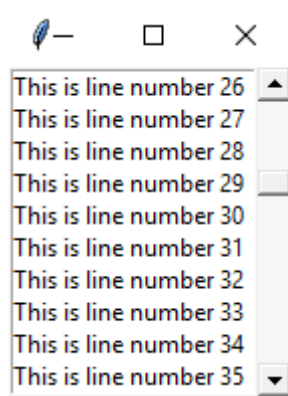 This is line number 26
This is line number 27
This is line number 28
This is line number 29
This is line number 30
This is line number 31
This is line number 32
This is line number 33
This is line number 34
This is line number 35